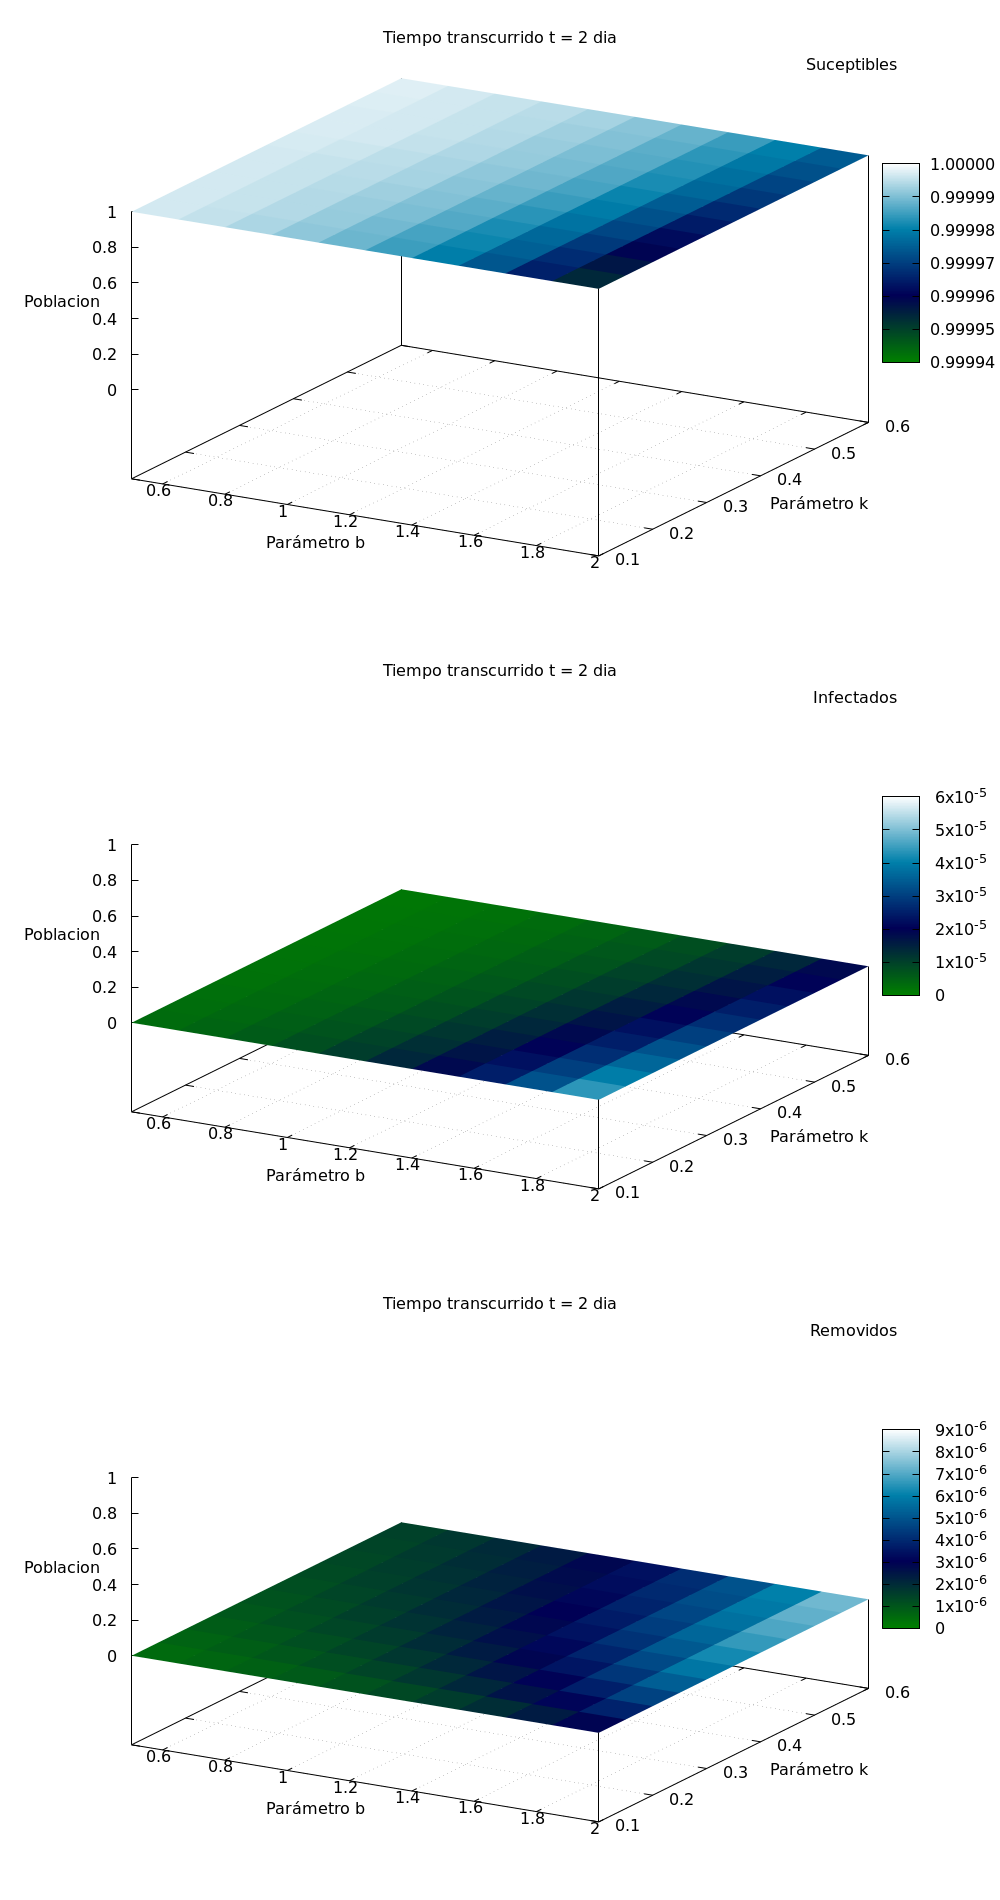 Tiempo transcurrido t = 2 dia
Suceptibles
1.00000
0.99999
0.99998
0.99997
0.99996
0.99995
0.99994
1
0.8
0.6
Poblacion
0.4
0.2
0
0.6
0.8
1
1.2
1.4
1.6
1.8
2
Parámetro b
0.1
0.2
0.3
0.4
0.5
0.6
Parámetro k
Tiempo transcurrido t = 2 dia
Infectados
6x10-5
5x10-5
4x10-5
3x10-5
2x10-5
1x10-5
0
1
0.8
0.6
Poblacion
0.4
0.2
0
0.6
0.8
1
1.2
1.4
1.6
1.8
2
Parámetro b
0.1
0.2
0.3
0.4
0.5
0.6
Parámetro k
Tiempo transcurrido t = 2 dia
Removidos
9x10-6
8x10-6
7x10-6
6x10-6
5x10-6
4x10-6
3x10-6
2x10-6
1x10-6
0
1
0.8
0.6
Poblacion
0.4
0.2
0
0.6
0.8
1
1.2
1.4
1.6
1.8
2
Parámetro b
0.1
0.2
0.3
0.4
0.5
0.6
Parámetro k